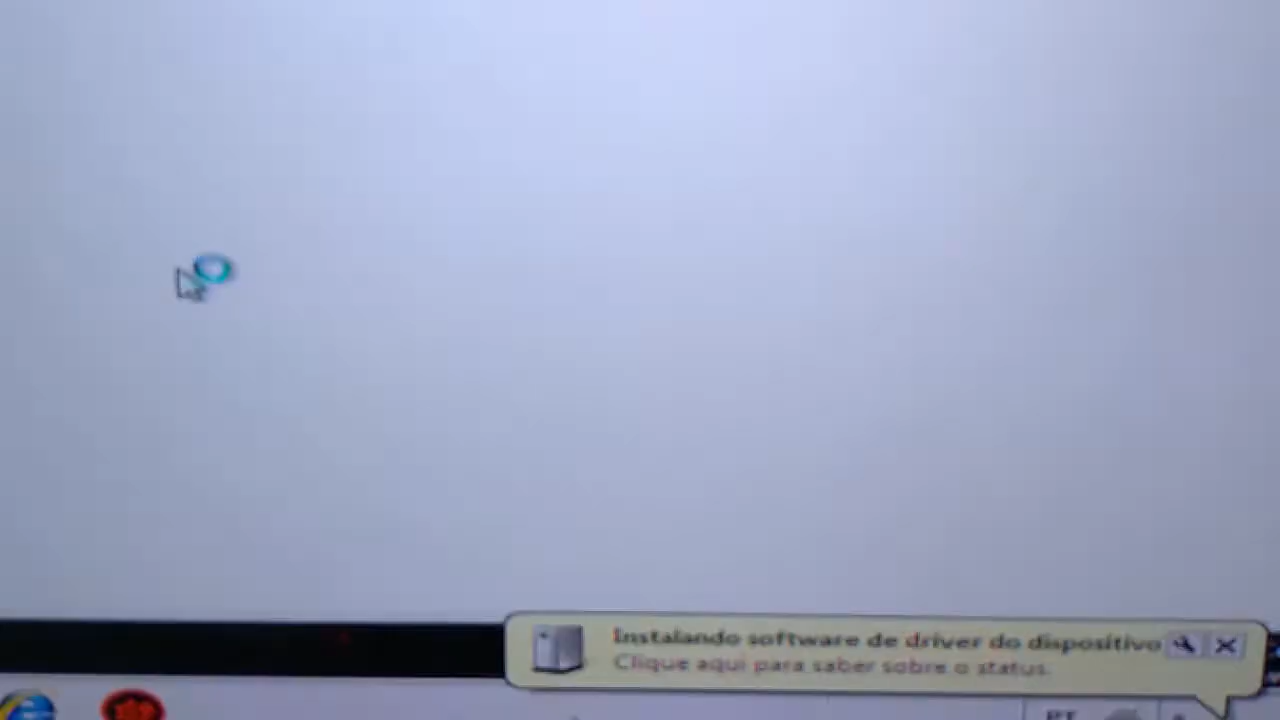 Instalando software de driver do dispositivo
Clique aqui para saber sobre o status.
PT